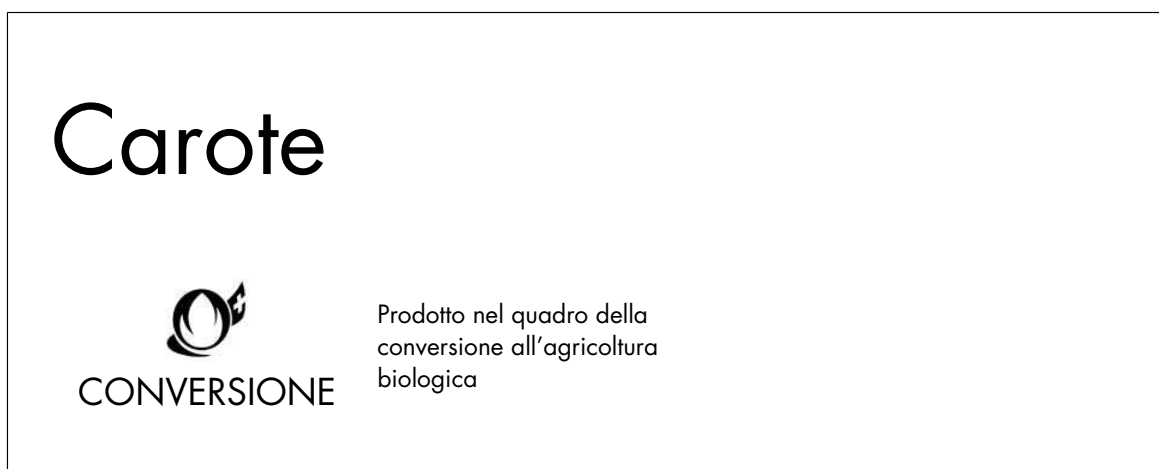 Carote
CONVERSIONE
Prodotto nel quadro della
conversione all’agricoltura
biologica